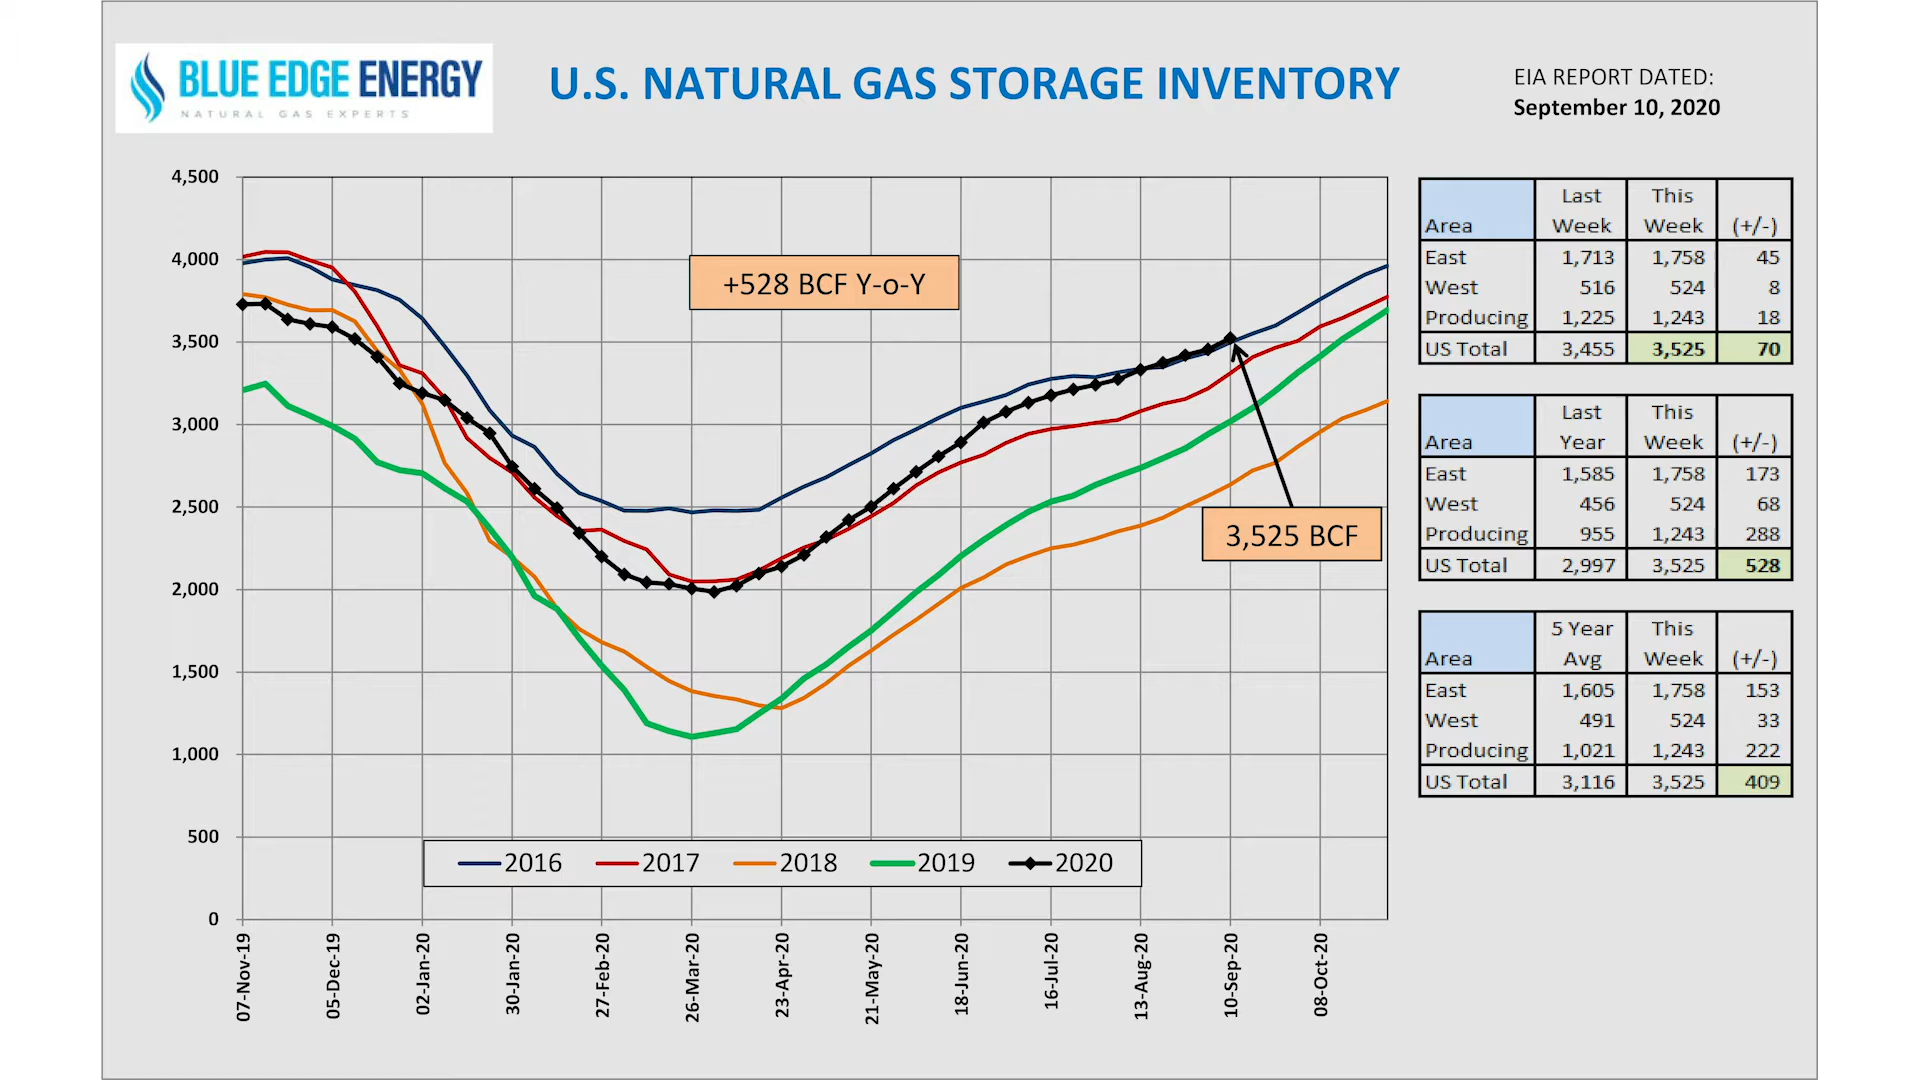 BLUE EDGE ENERGY
NATURAL GAS EXPERTS
U.S. NATURAL GAS STORAGE INVENTORY
EIA REPORT DATED:
September 10, 2020
4,500
4,000
3,500
3,000
2,500
2,000
1,500
1,000
500
0
+528 BCF Y-o-Y
3,525 BCF
2016 2017 2018 2019 2020
07-Nov-19 05-Dec-19 02-Jan-20 30-Jan-20 27-Feb-20 26-Mar-20 23-Apr-20 21-May-20 18-Jun-20 16-Jul-20 13-Aug-20 10-Sep-20 08-Oct-20
Last This
Area Week Week (+/-)
East 1,713 1,758 45
West 516 524 8
Producing 1,225 1,243 18
US Total 3,455 3,525 70
Last This
Area Year Week (+/-)
East 1,585 1,758 173
West 456 524 68
Producing 955 1,243 288
US Total 2,997 3,525 528
5 Year This
Area Avg Week (+/-)
East 1,605 1,758 153
West 491 524 33
Producing 1,021 1,243 222
US Total 3,116 3,525 409